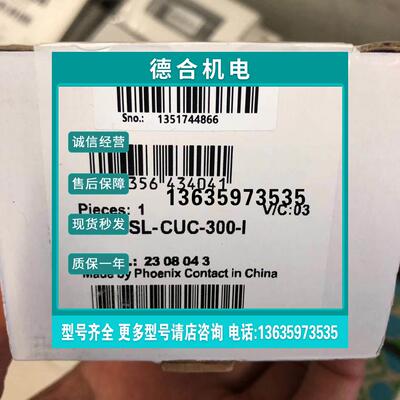 德合机电
Sno.: 1351744866
诚信经营
356 434041
售后保障
13635973535
Pieces: 1
V/C:03
现货秒发
SL-CUC-300-I
.: 23 08 04 3
质保一年
Made by Phoenix Contact in China
型号齐全 更多型号请店咨询 电话:13635973535